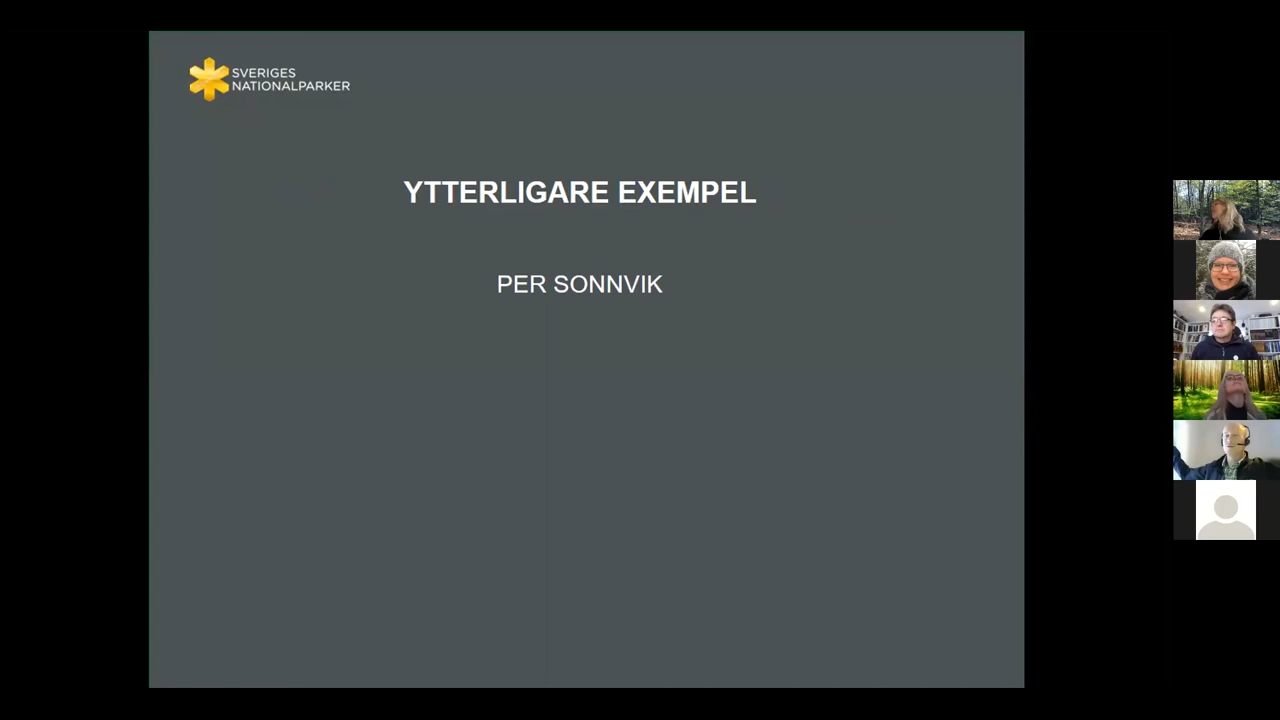 SVERIGES
NATIONALPARKER
YTTERLIGARE EXEMPEL
PER SONNVIK